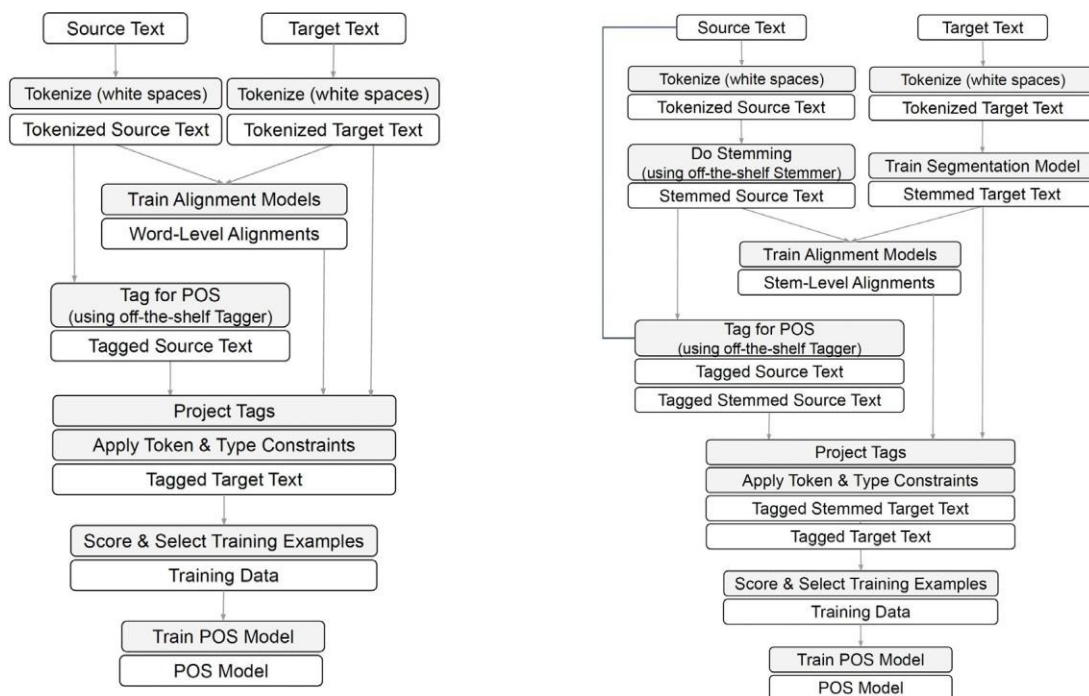 Source Text
Target Text
Tokenize (white spaces)
Tokenize (white spaces)
Tokenized Source Text
Tokenized Target Text
Train Alignment Models
Word-Level Alignments
Tag for POS
(using off-the-shelf Tagger)
Tagged Source Text
Project Tags
Apply Token & Type Constraints
Tagged Target Text
Score & Select Training Examples
Training Data
Train POS Model
POS Model
Source Text
Target Text
Tokenize (white spaces)
Tokenize (white spaces)
Tokenized Source Text
Tokenized Target Text
Do Stemming
(using off-the-shelf Stemmer)
Train Segmentation Model
Stemmed Source Text
Stemmed Target Text
Train Alignment Models
Stem-Level Alignments
Tag for POS
(using off-the-shelf Tagger)
Tagged Source Text
Tagged Stemmed Source Text
Project Tags
Apply Token & Type Constraints
Tagged Stemmed Target Text
Tagged Target Text
Score & Select Training Examples
Training Data
Train POS Model
POS Model